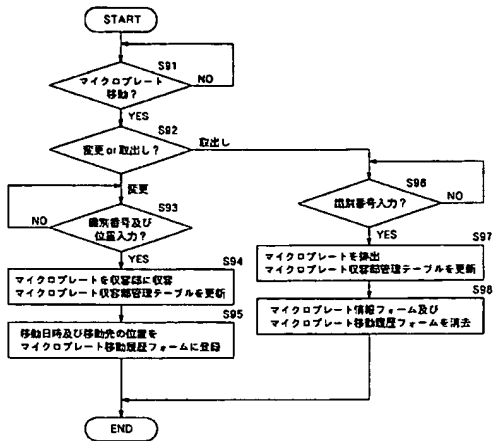 START
S91
マイクロプレート
移動?
NO
YES
S92
変更 or 取出し?
取出し
変更
S93
識別番号及び
位置入力?
NO
YES
S96
識別番号入力?
NO
YES
S94
マイクロプレートを収容部に収容
マイクロプレート収容部管理テーブルを更新
S97
マイクロプレートを排出
マイクロプレート収容部管理テーブルを更新
S95
移動日時及び移動先の位置を
マイクロプレート移動履歴フォームに登録
S98
マイクロプレート情報フォーム及び
マイクロプレート移動履歴フォームを消去
END